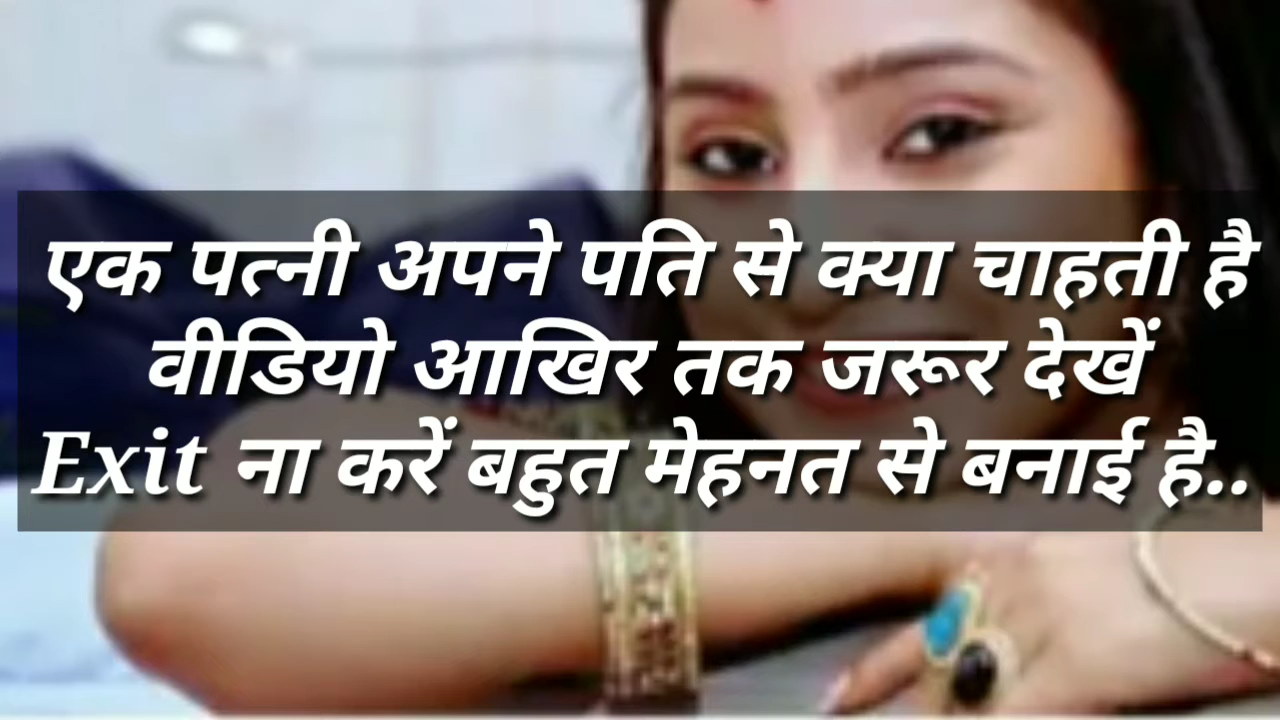 एक पत्नी अपने पति से क्या चाहती है
वीडियो आखिर तक जरूर देखें
Exit ना करें बहुत मेहनत से बनाई है..